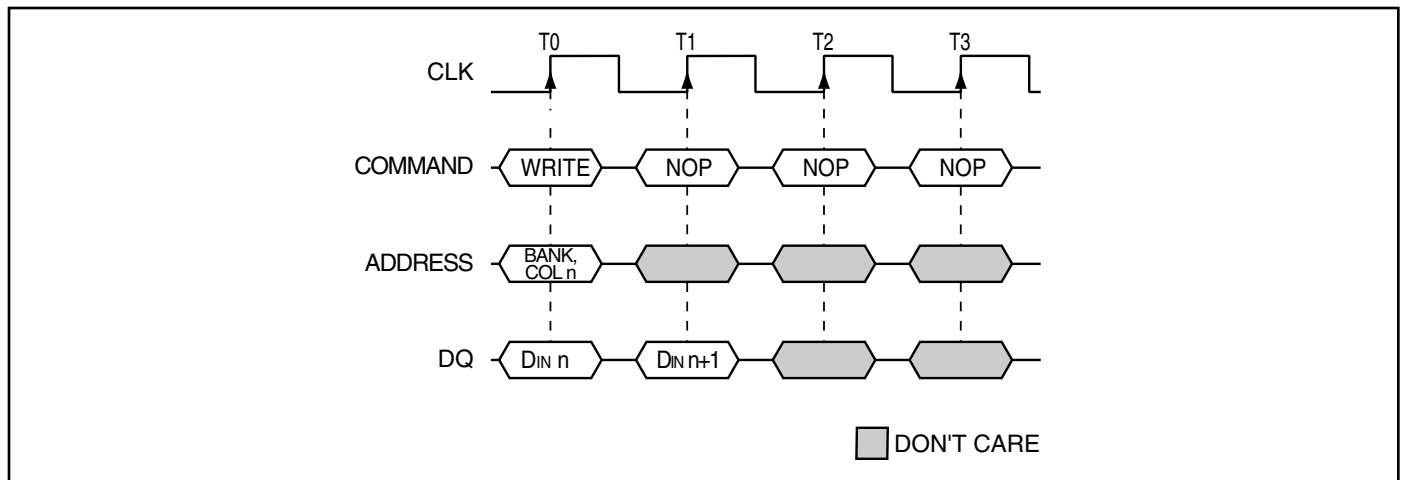 T0 T1 T2 T3
CLK
COMMAND WRITE NOP NOP NOP
ADDRESS BANK,
COL n
DQ DIN n DIN n+1
DON'T CARE